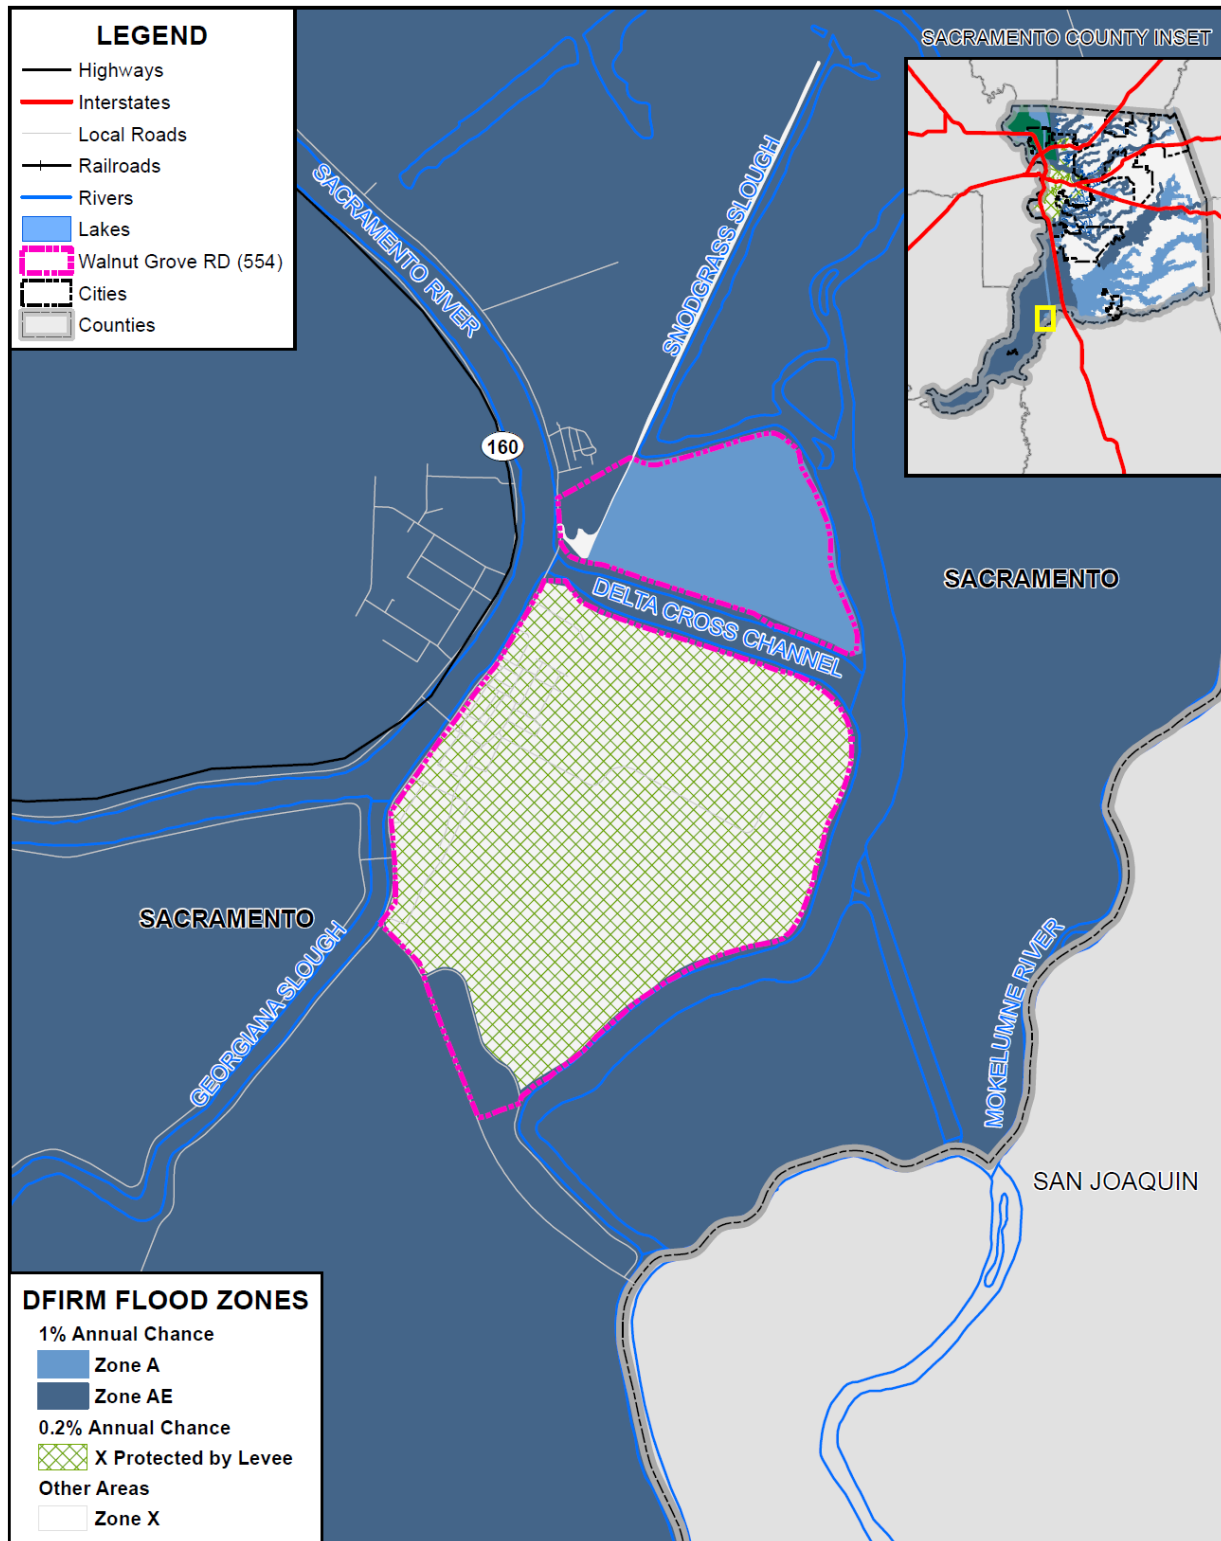 LEGEND
Highways
Interstates
Local Roads
Railroads
Rivers
Lakes
Walnut Grove RD (554)
Cities
Counties
SACRAMENTO COUNTY INSET
SACRAMENTO RIVER
SNODGRASS SLOUGH
160
DELTA CROSS CHANNEL
SACRAMENTO
SACRAMENTO
GEORGIANA SLOUGH
MOKELUMNE RIVER
SAN JOAQUIN
DFIRM FLOOD ZONES
1% Annual Chance
Zone A
Zone AE
0.2% Annual Chance
X Protected by Levee
Other Areas
Zone X